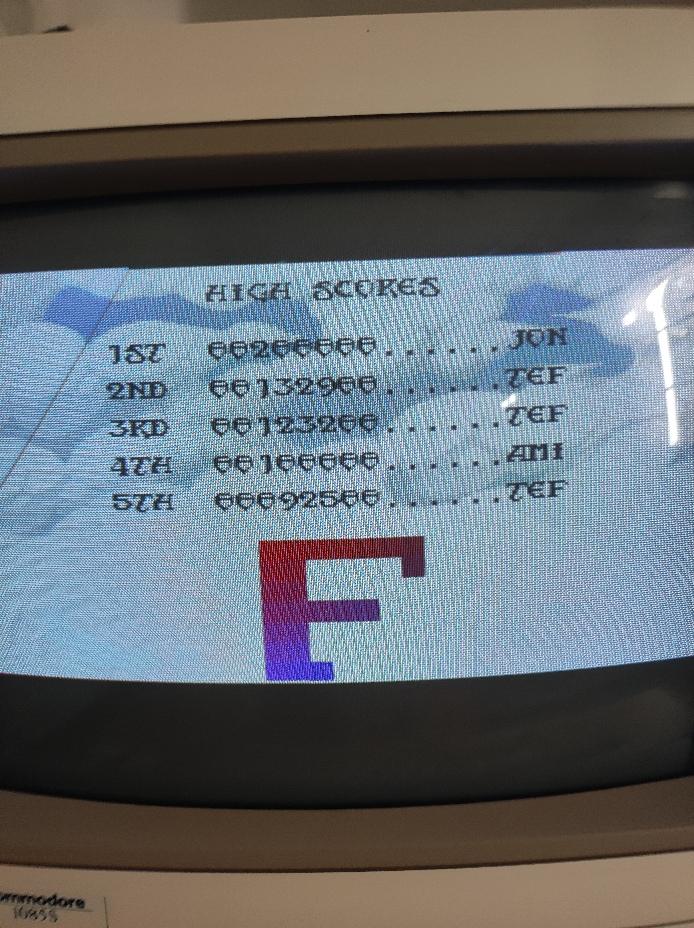 HIGH SCORES
1ST 00200000......JON
2ND 00132900......TEF
3RD 00123200......TEF
4TH 00100000......AMI
5TH 00092500......TEF
F
ommodore
1085S